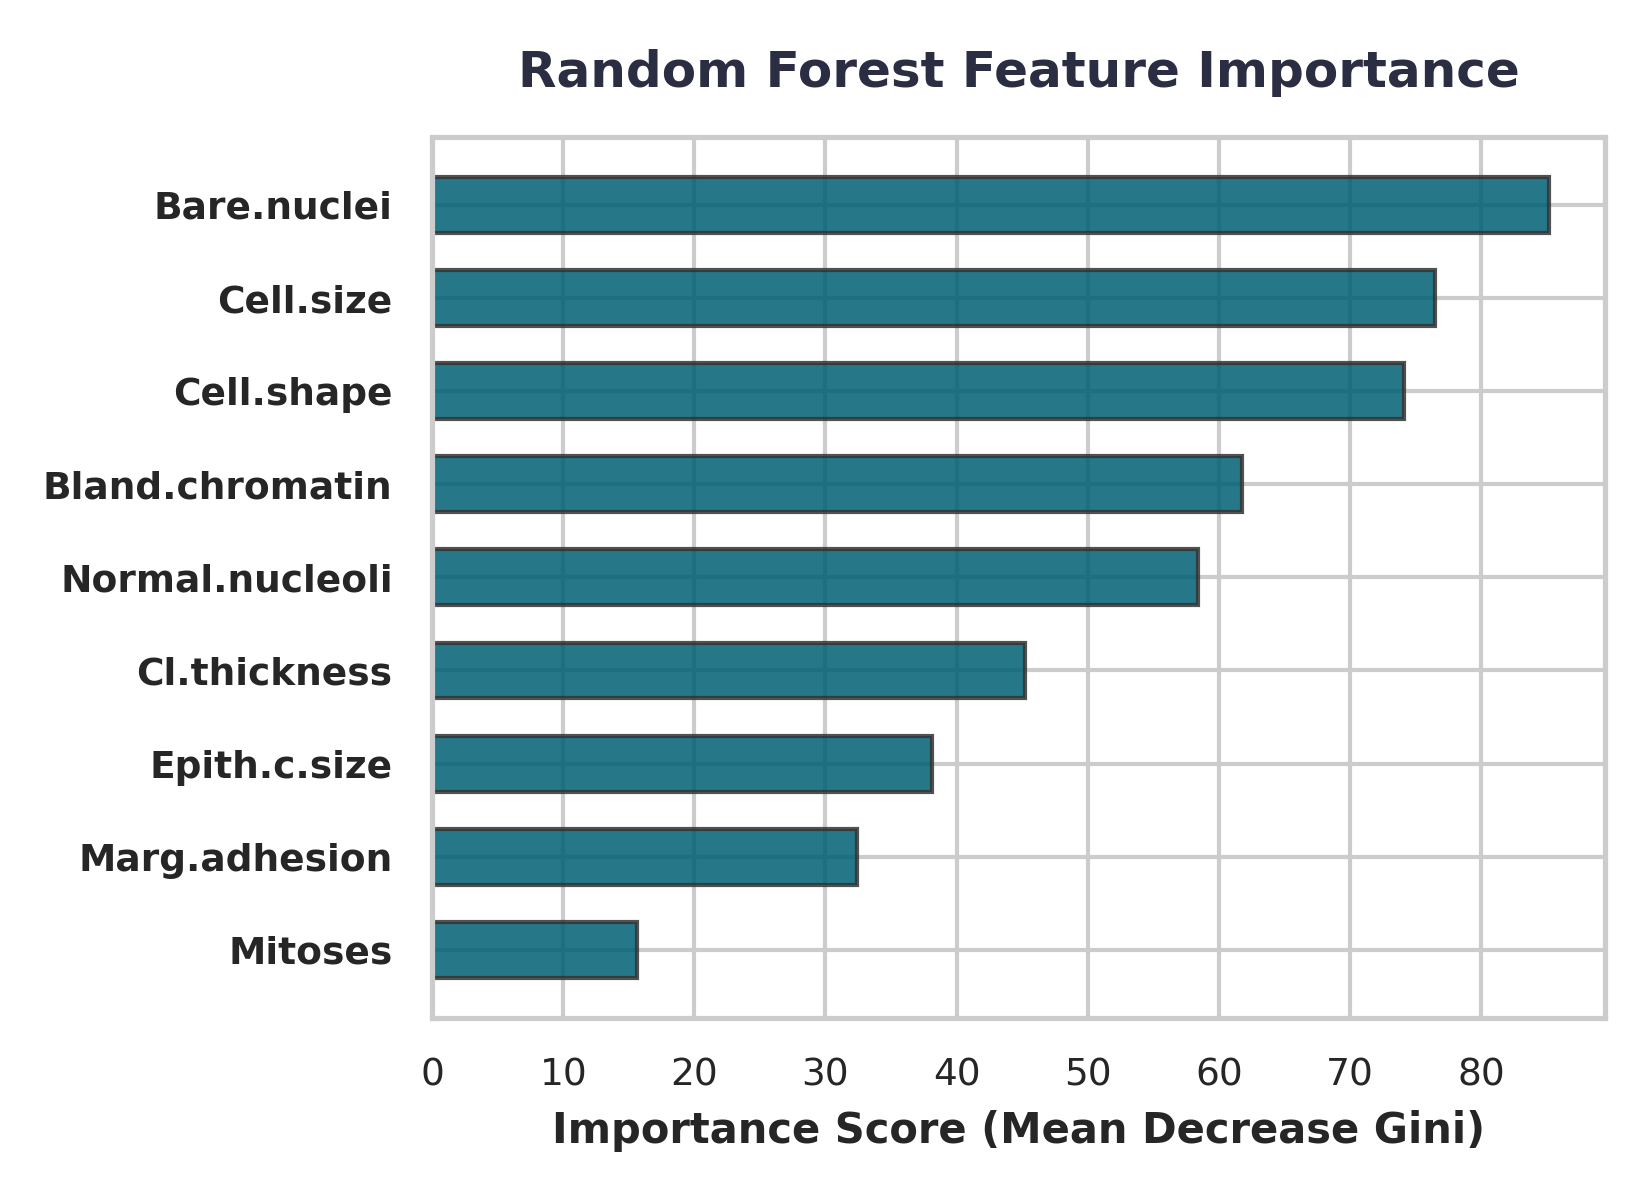 Random Forest Feature Importance
Bare.nuclei
Cell.size
Cell.shape
Bland.chromatin
Normal.nucleoli
Cl.thickness
Epith.c.size
Marg.adhesion
Mitoses
0 10 20 30 40 50 60 70 80
Importance Score (Mean Decrease Gini)